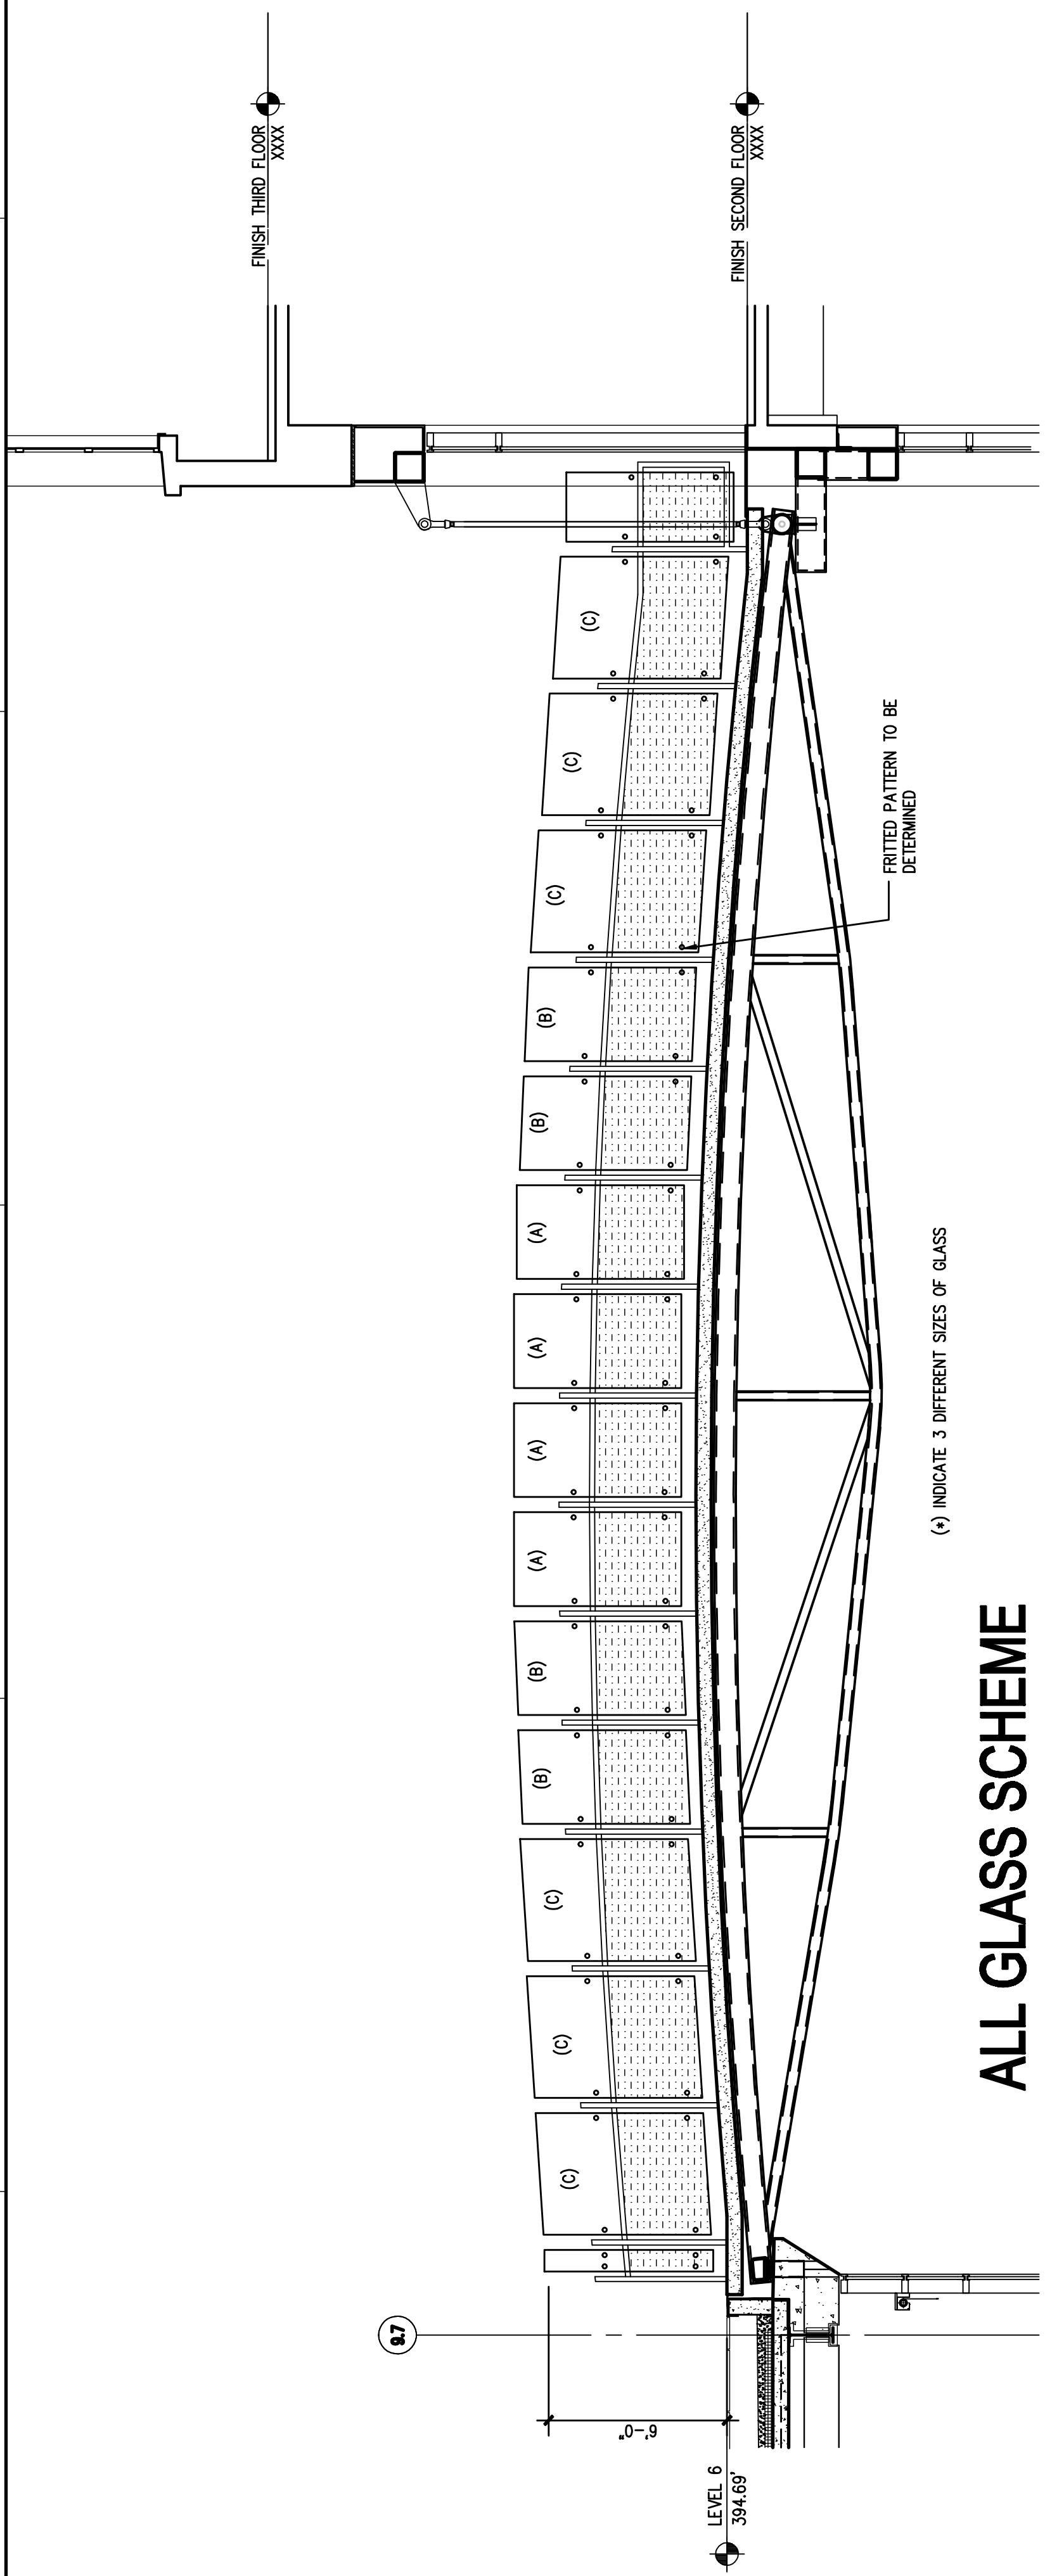 FINISH THIRD FLOOR
XXXX
FINISH SECOND FLOOR
XXXX
(C)
(C)
(C)
(B)
(B)
(A)
(A)
(A)
(A)
(B)
(B)
(C)
(C)
(C)
FRITTED PATTERN TO BE
DETERMINED
(*) INDICATE 3 DIFFERENT SIZES OF GLASS
ALL GLASS SCHEME
9.7
6'-0"
LEVEL 6
394.69'